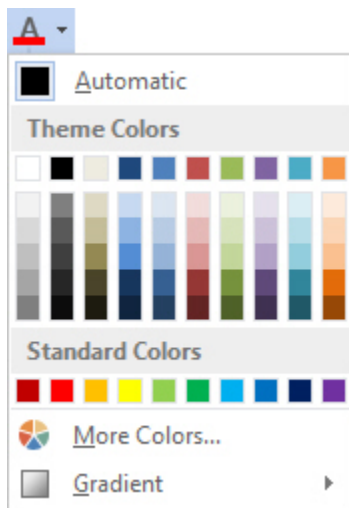 A
Automatic
Theme Colors
Standard Colors
More Colors...
Gradient